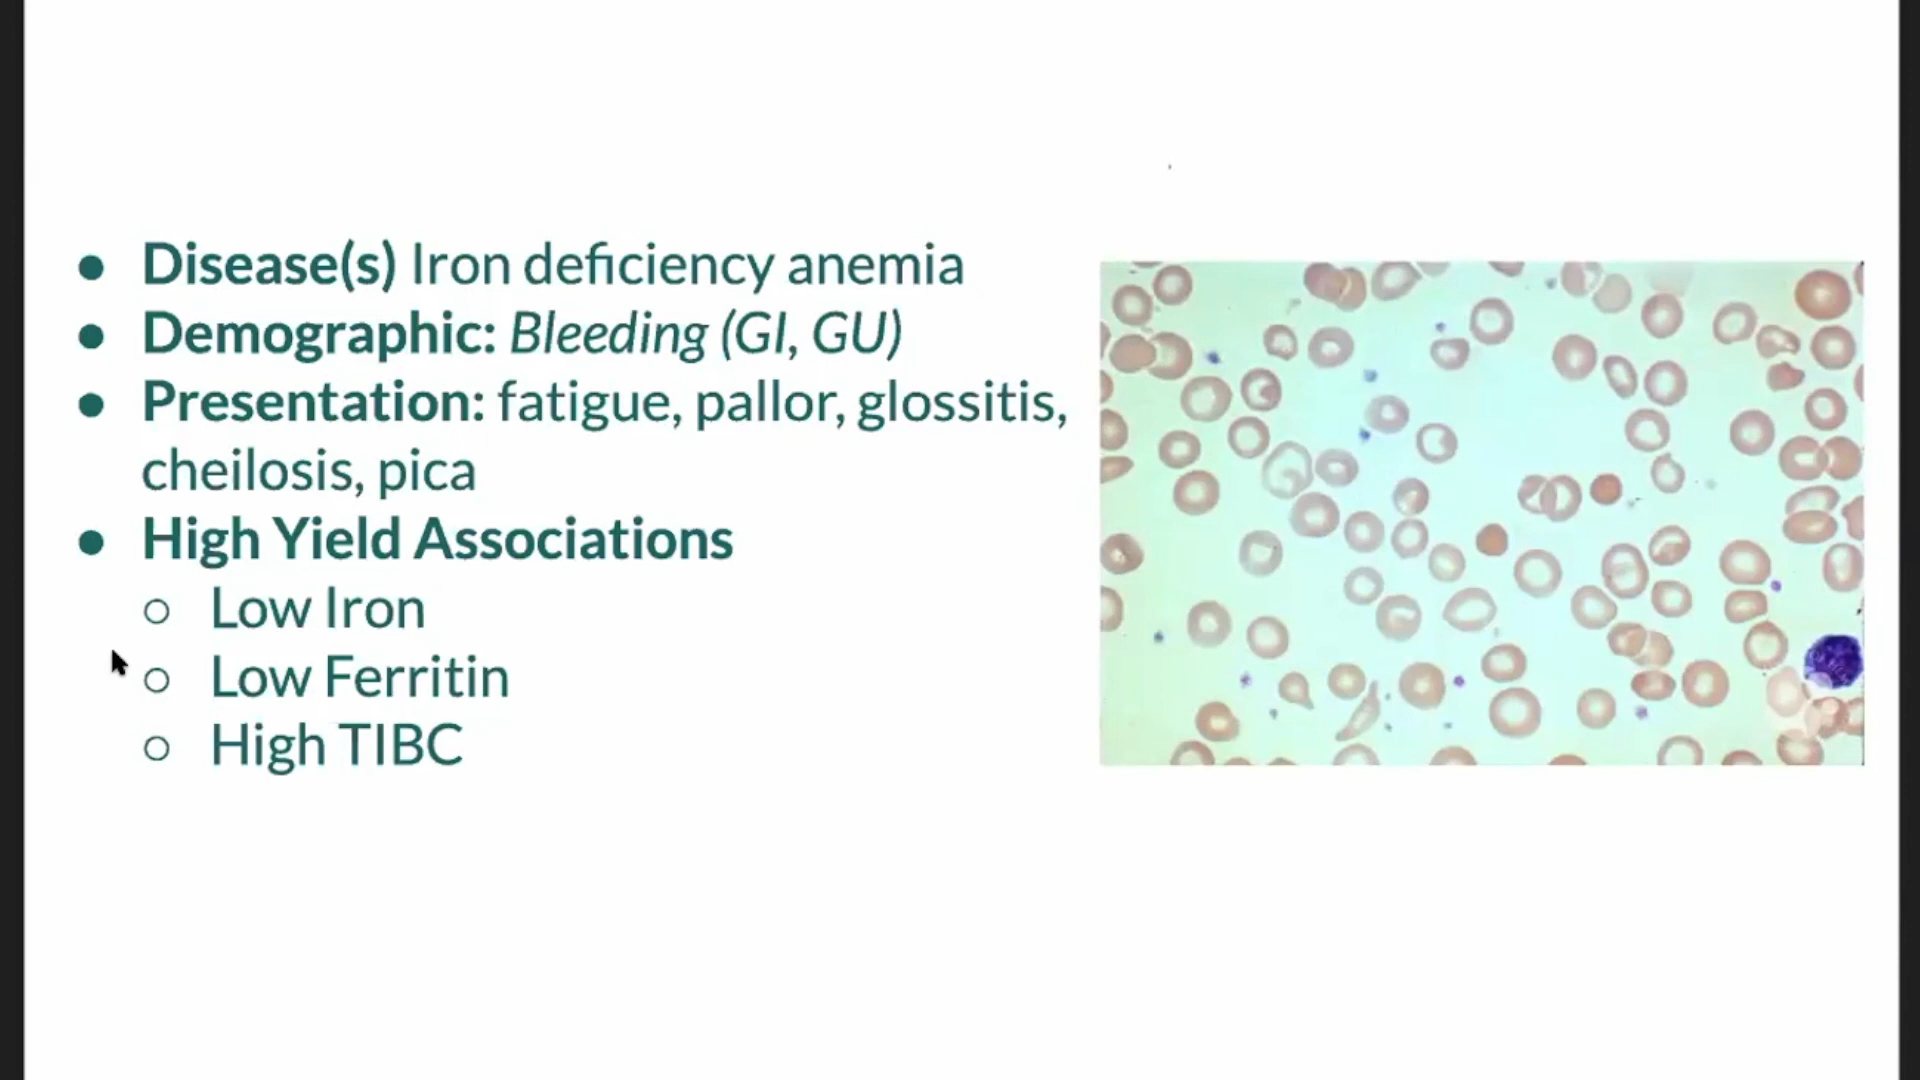 ● Disease(s) Iron deficiency anemia
● Demographic: Bleeding (GI, GU)
● Presentation: fatigue, pallor, glossitis,
cheilosis, pica
● High Yield Associations
○ Low Iron
○ Low Ferritin
○ High TIBC